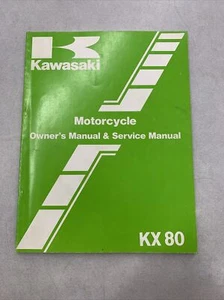 Kawasaki
Motorcycle
Owner's Manual & Service Manual
KX 80